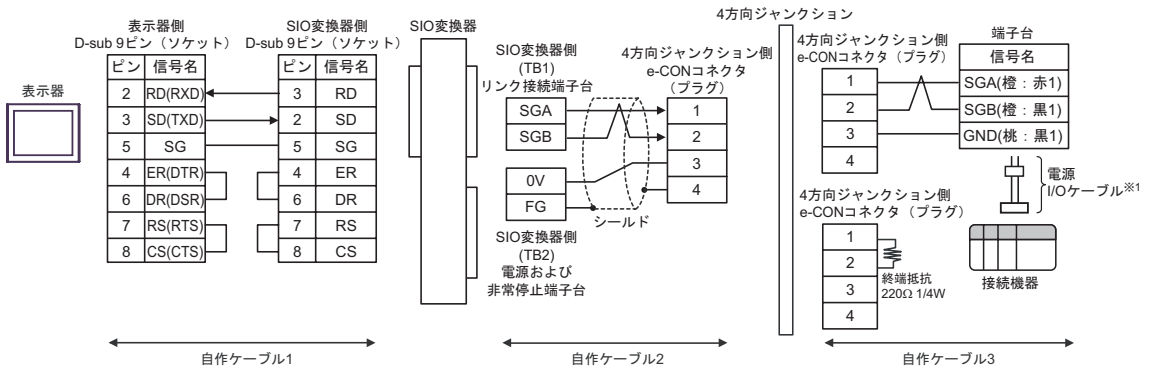 表示器
表示器側
D-sub 9ピン（ソケット）
ピン 信号名
2 RD(RXD)
3 SD(TXD)
5 SG
4 ER(DTR)
6 DR(DSR)
7 RS(RTS)
8 CS(CTS)
SIO変換器側
D-sub 9ピン（ソケット）
ピン 信号名
3 RD
2 SD
5 SG
4 ER
6 DR
7 RS
8 CS
自作ケーブル1
SIO変換器
SIO変換器側
(TB1)
リンク接続端子台
SGA
SGB
0V
FG
SIO変換器側
(TB2)
電源および
非常停止端子台
シールド
4方向ジャンクション側
e-CONコネクタ
（プラグ）
1
2
3
4
自作ケーブル2
4方向ジャンクション
4方向ジャンクション側
e-CONコネクタ（プラグ）
1
2
3
4
端子台
信号名
SGA(橙：赤1)
SGB(橙：黒1)
GND(桃：黒1)
電源
I/Oケーブル※1
接続機器
4方向ジャンクション側
e-CONコネクタ（プラグ）
1
2
3
4
終端抵抗
220Ω 1/4W
自作ケーブル3